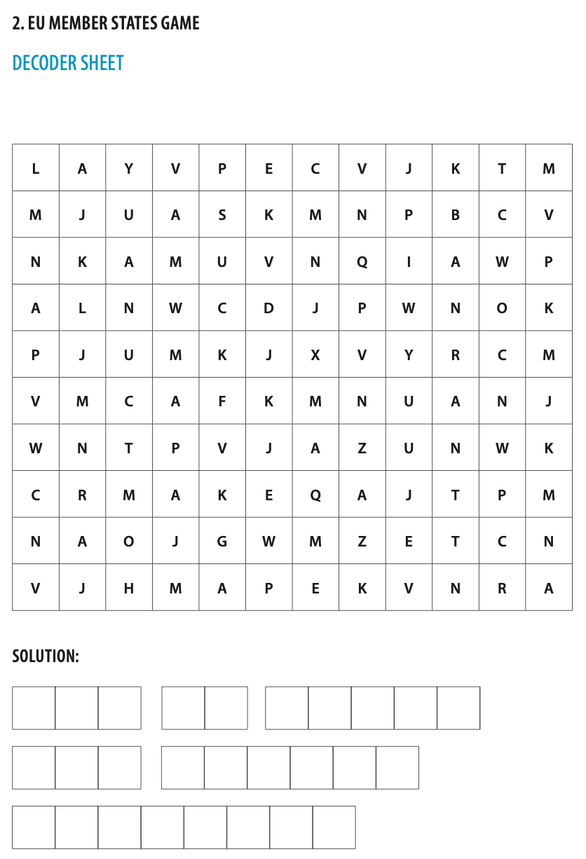 2. EU MEMBER STATES GAME
DECODER SHEET
L A Y V P E C V J K T M
M J U A S K M N P B C V
N K A M U V N Q I A W P
A L N W C D J P W N O K
P J U M K J X V Y R C M
V M C A F K M N U A N J
W N T P V J A Z U N W K
C R M A K E Q A J T P M
N A O J G W M Z E T C N
V J H M A P E K V N R A
SOLUTION: